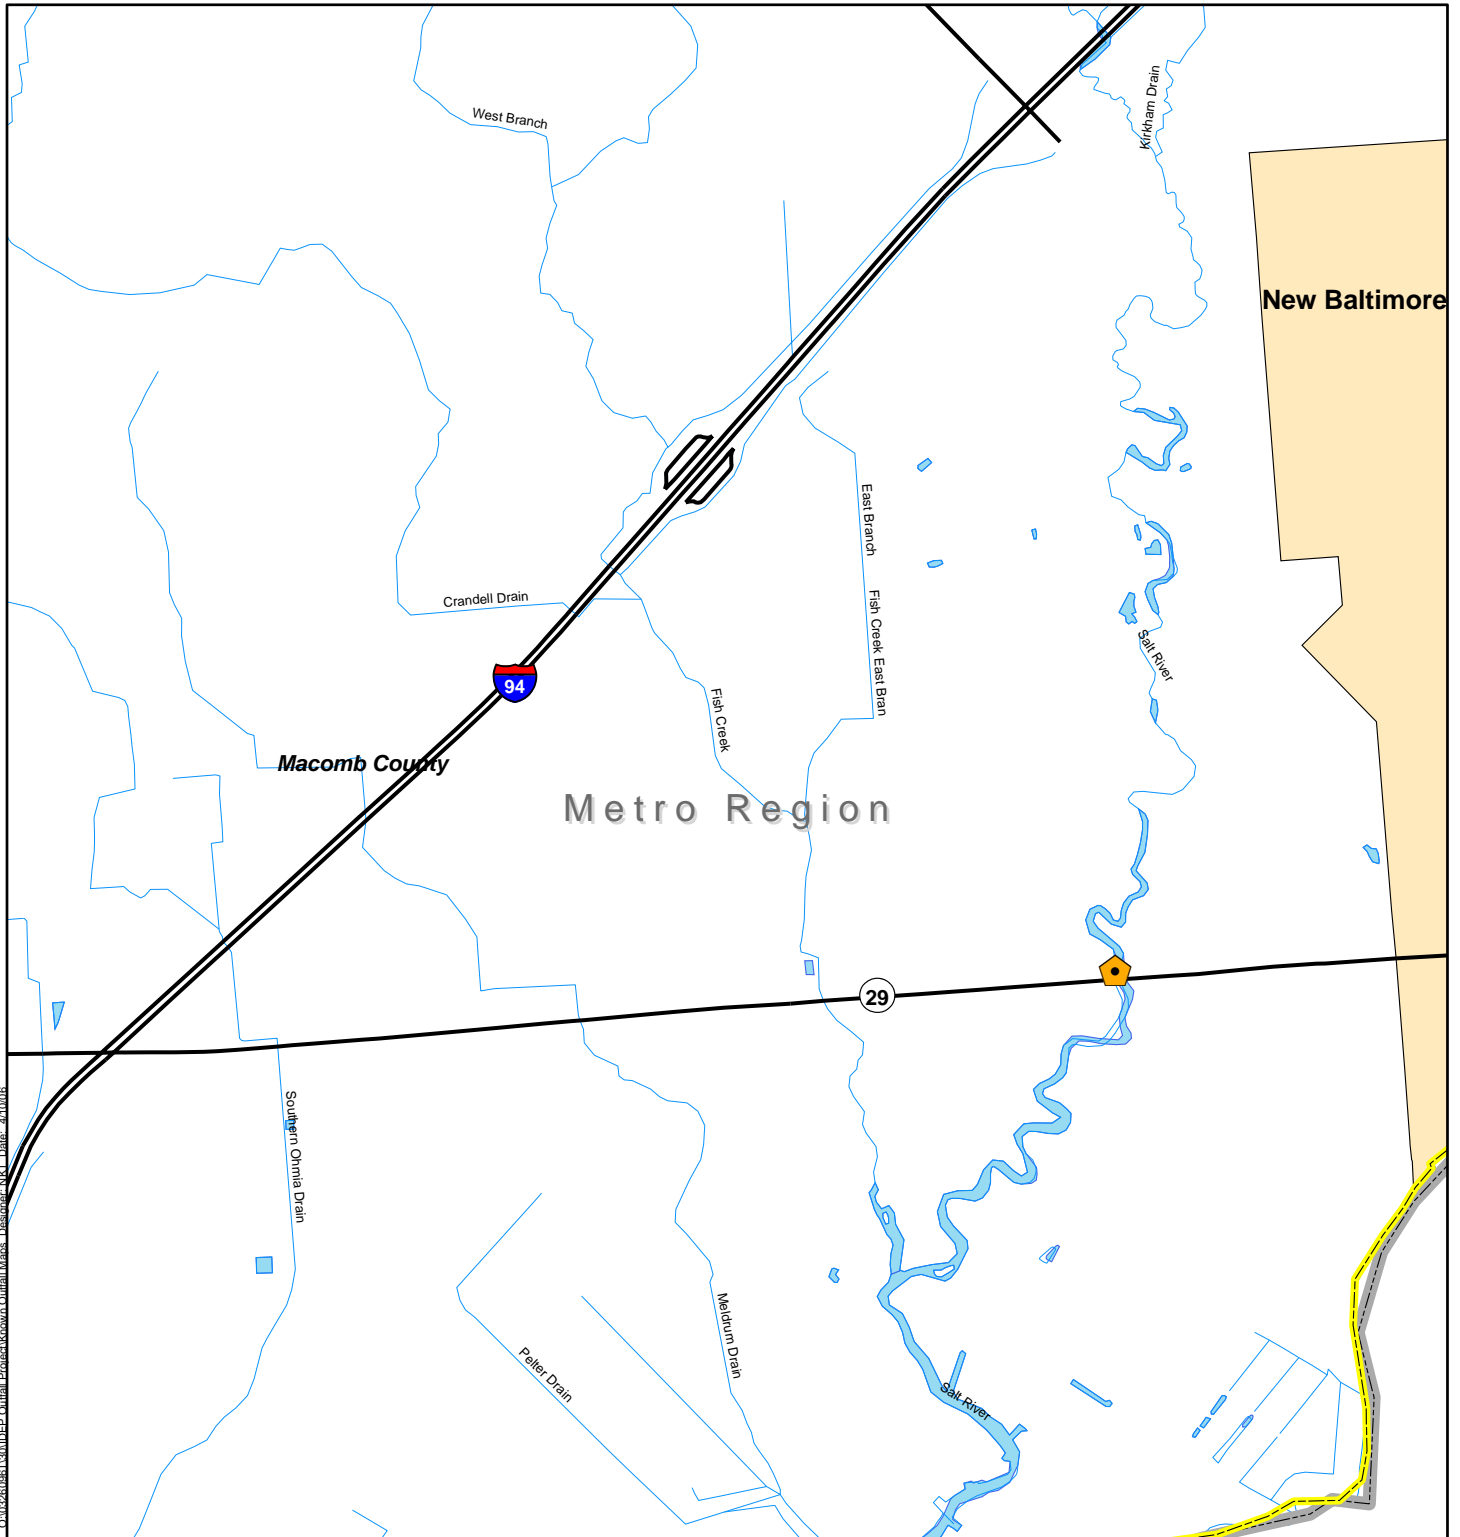 West Branch
Kirkham Drain
New Baltimore
East Branch
Crandell Drain
Fish Creek East Bran
Salt River
94
Fish Creek
Macomb County
Metro Region
29
Southern Ohmia Drain
Meldrum Drain
Pelter Drain
Salt River